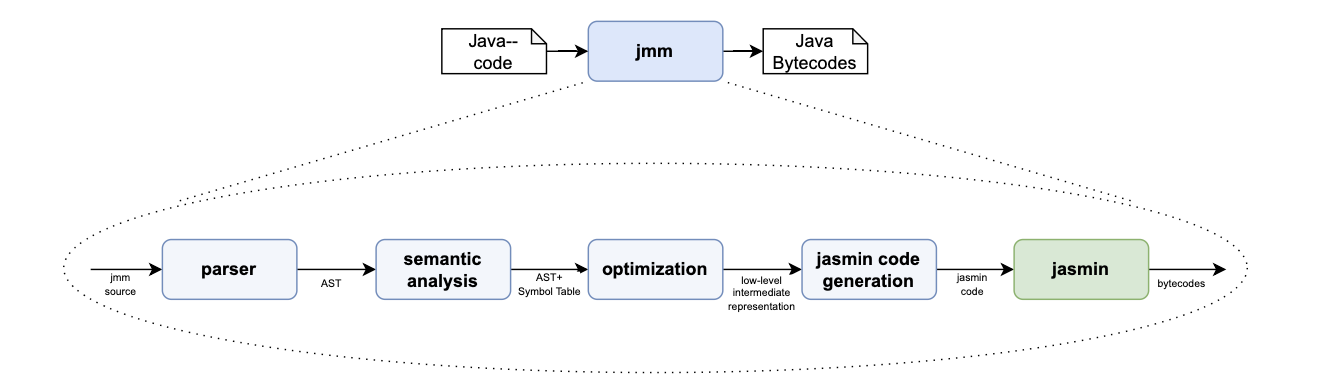 Java--
code
jmm
Java
Bytecodes
jmm
source
parser
AST
semantic
analysis
AST+
Symbol Table
optimization
low-level
intermediate
representation
jasmin code
generation
jasmin
code
jasmin
bytecodes